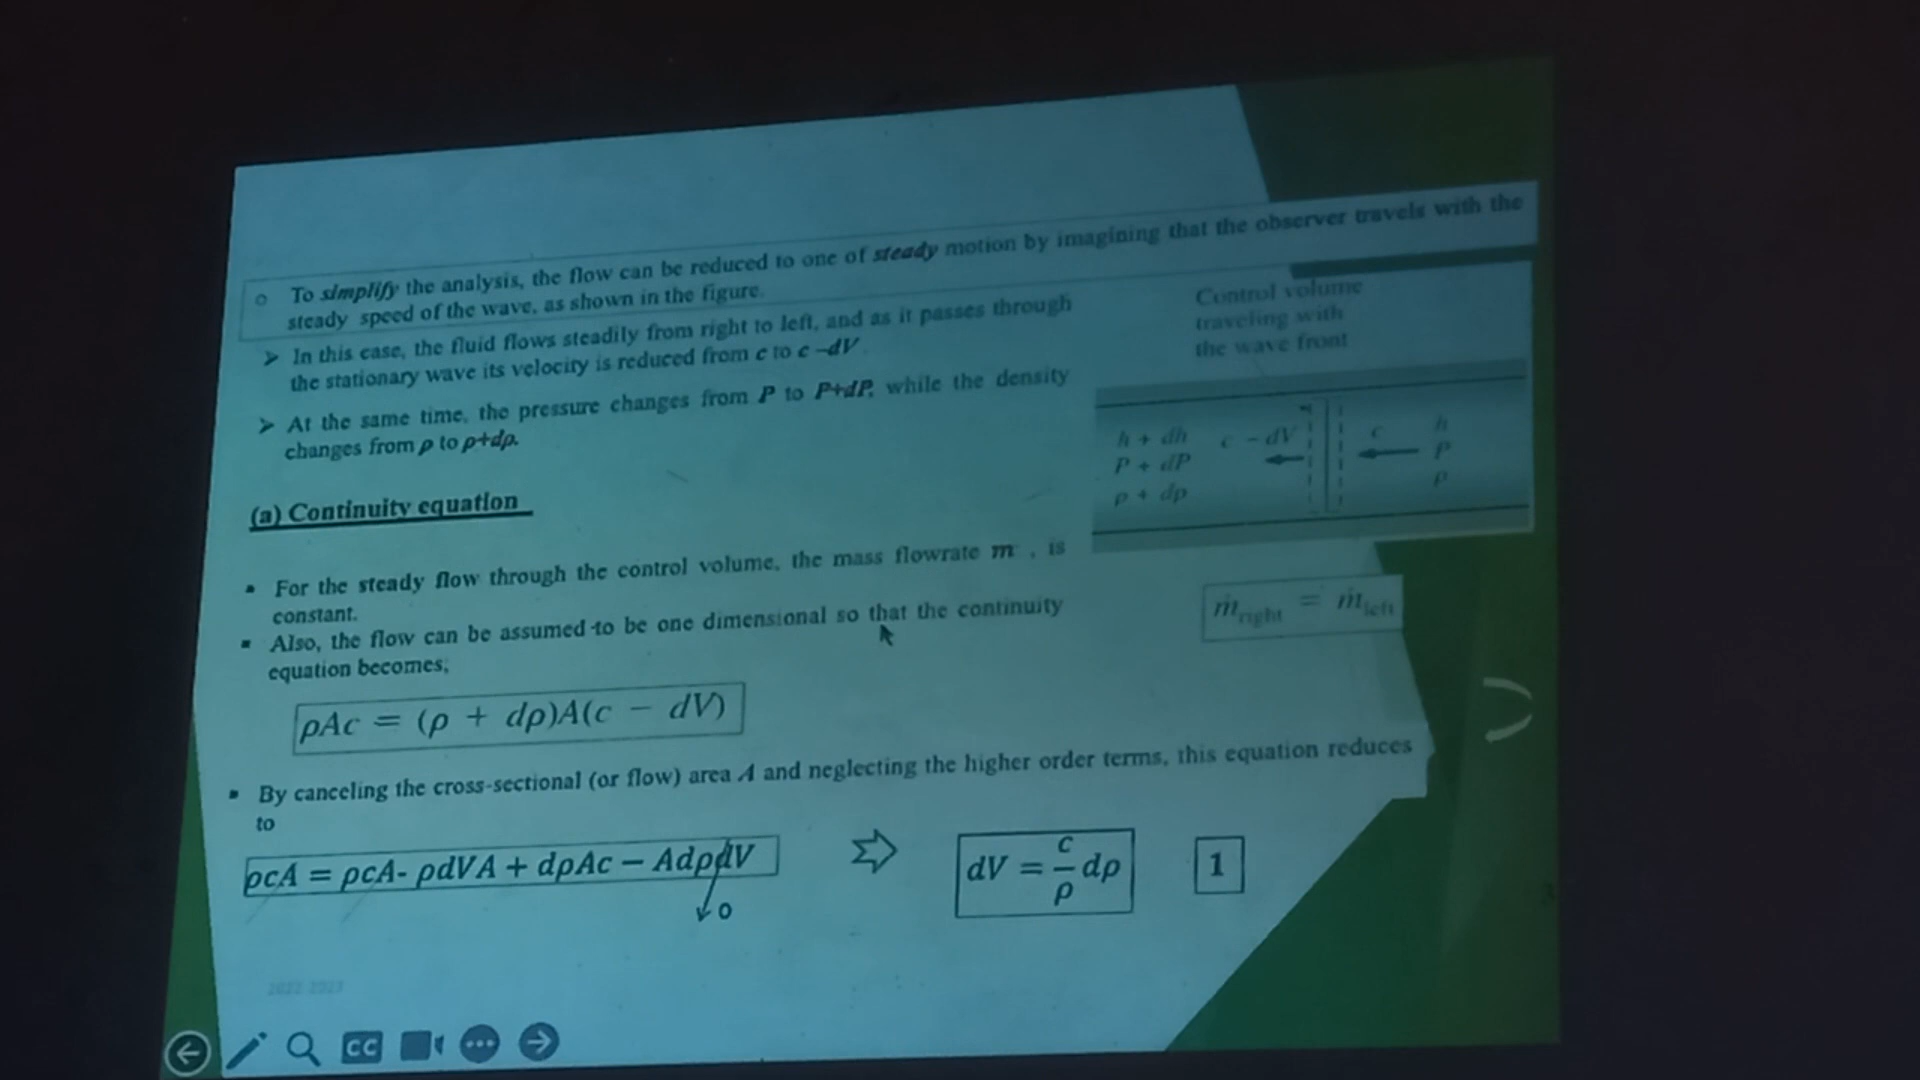 To simplify the analysis, the flow can be reduced to one of steady motion by imagining that the observer travels with the
steady speed of the wave, as shown in the figure.
➤ In this case, the fluid flows steadily from right to left, and as it passes through
the stationary wave its velocity is reduced from c to c –dV
➤ At the same time, the pressure changes from P to P+dP, while the density
changes from ρ to ρ+dρ.
Control volume
traveling with
the wave front
h + dh
P + dP
ρ + dρ
c - dV
c
h
P
ρ
(a) Continuity equation
▪ For the steady flow through the control volume, the mass flowrate m , is
constant.
▪ Also, the flow can be assumed to be one dimensional so that the continuity
equation becomes;
ṁright = ṁleft
ρAc = (ρ + dρ)A(c − dV)
▪ By canceling the cross-sectional (or flow) area A and neglecting the higher order terms, this equation reduces
to
ρcA = ρcA- ρdVA + dρAc − AdρdV
0
dV = c/ρ dρ
1
2022-2023
CC